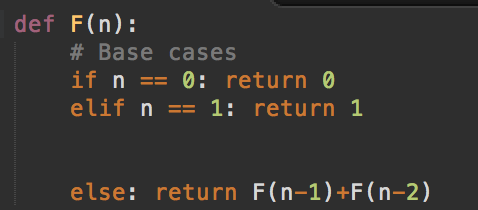 def F(n):
    # Base cases
    if n == 0: return 0
    elif n == 1: return 1
    else: return F(n-1)+F(n-2)